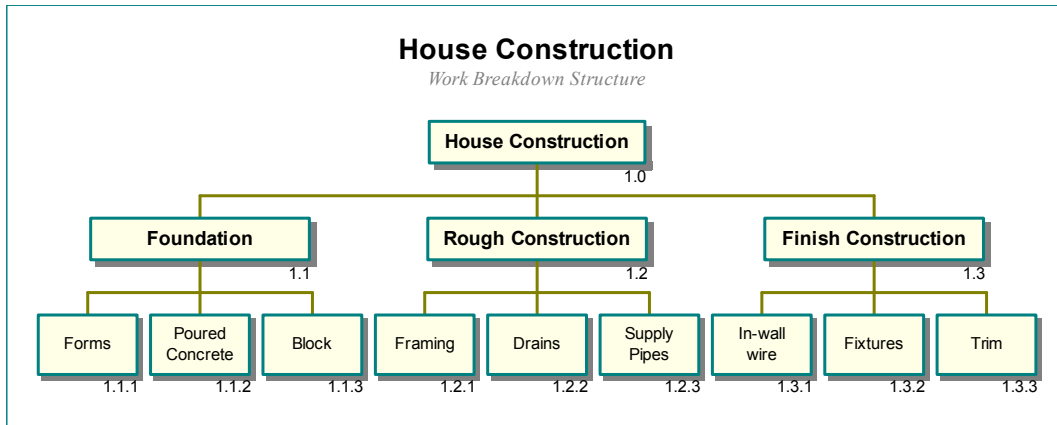 House Construction
Work Breakdown Structure
House Construction
1.0
Foundation
1.1
Rough Construction
1.2
Finish Construction
1.3
Forms
1.1.1
Poured
Concrete
1.1.2
Block
1.1.3
Framing
1.2.1
Drains
1.2.2
Supply
Pipes
1.2.3
In-wall
wire
1.3.1
Fixtures
1.3.2
Trim
1.3.3